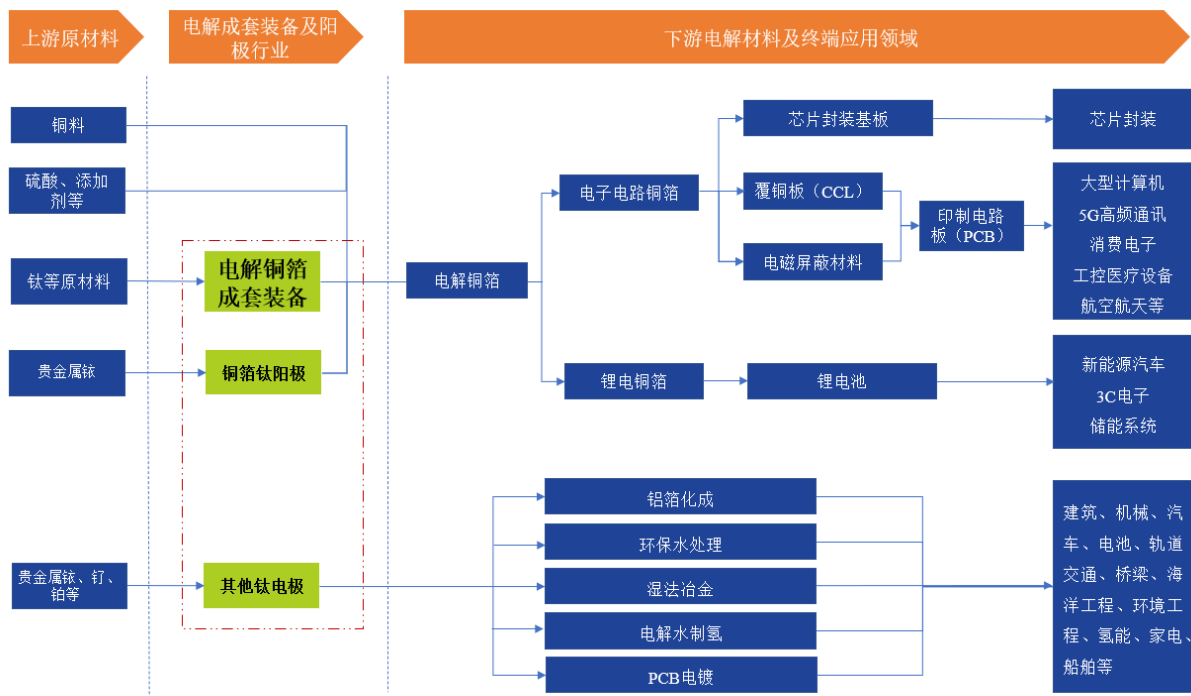 上游原材料
电解成套装备及阳
极行业
下游电解材料及终端应用领域
铜料
硫酸、添加
剂等
钛等原材料
贵金属铱
贵金属铱、钌、
铂等
电解铜箔
成套装备
铜箔钛阳极
其他钛电极
电解铜箔
电子电路铜箔
锂电铜箔
芯片封装基板
覆铜板（CCL）
电磁屏蔽材料
印制电路
板（PCB）
锂电池
铝箔化成
环保水处理
湿法冶金
电解水制氢
PCB电镀
芯片封装
大型计算机
5G高频通讯
消费电子
工控医疗设备
航空航天等
新能源汽车
3C电子
储能系统
建筑、机械、汽
车、电池、轨道
交通、桥梁、海
洋工程、环境工
程、氢能、家电、
船舶等